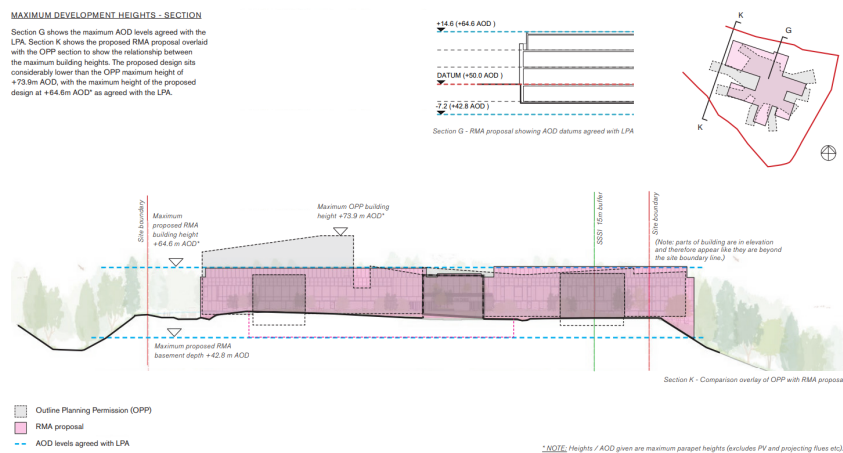 MAXIMUM DEVELOPMENT HEIGHTS - SECTION
Section G shows the maximum AOD levels agreed with the
LPA. Section K shows the proposed RMA proposal overlaid
with the OPP section to show the relationship between
the maximum building heights. The proposed design sits
considerably lower than the OPP maximum height of
+73.9m AOD, with the maximum height of the proposed
design at +64.6m AOD* as agreed with the LPA.
+14.6 (+64.6 AOD )
DATUM (+50.0 AOD )
-7.2 (+42.8 AOD )
Section G - RMA proposal showing AOD datums agreed with LPA
K
G
K
Site boundary
Maximum
proposed RMA
building height
+64.6 m AOD*
Maximum OPP building
height +73.9 m AOD*
SSSI 15m buffer
Site boundary
(Note: parts of building are in elevation
and therefore appear like they are beyond
the site boundary line.)
Maximum proposed RMA
basement depth +42.8 m AOD
Section K - Comparison overlay of OPP with RMA proposa
Outline Planning Permission (OPP)
RMA proposal
AOD levels agreed with LPA
* NOTE: Heights / AOD given are maximum parapet heights (excludes PV and projecting flues etc)